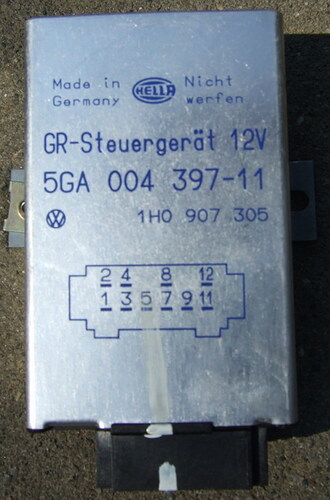 Made in HELLA Nicht
Germany werfen
GR-Steuergerät 12V
5GA 004 397-11
VW 1H0 907 305
2 4 8 12
1 3 5 7 9 11